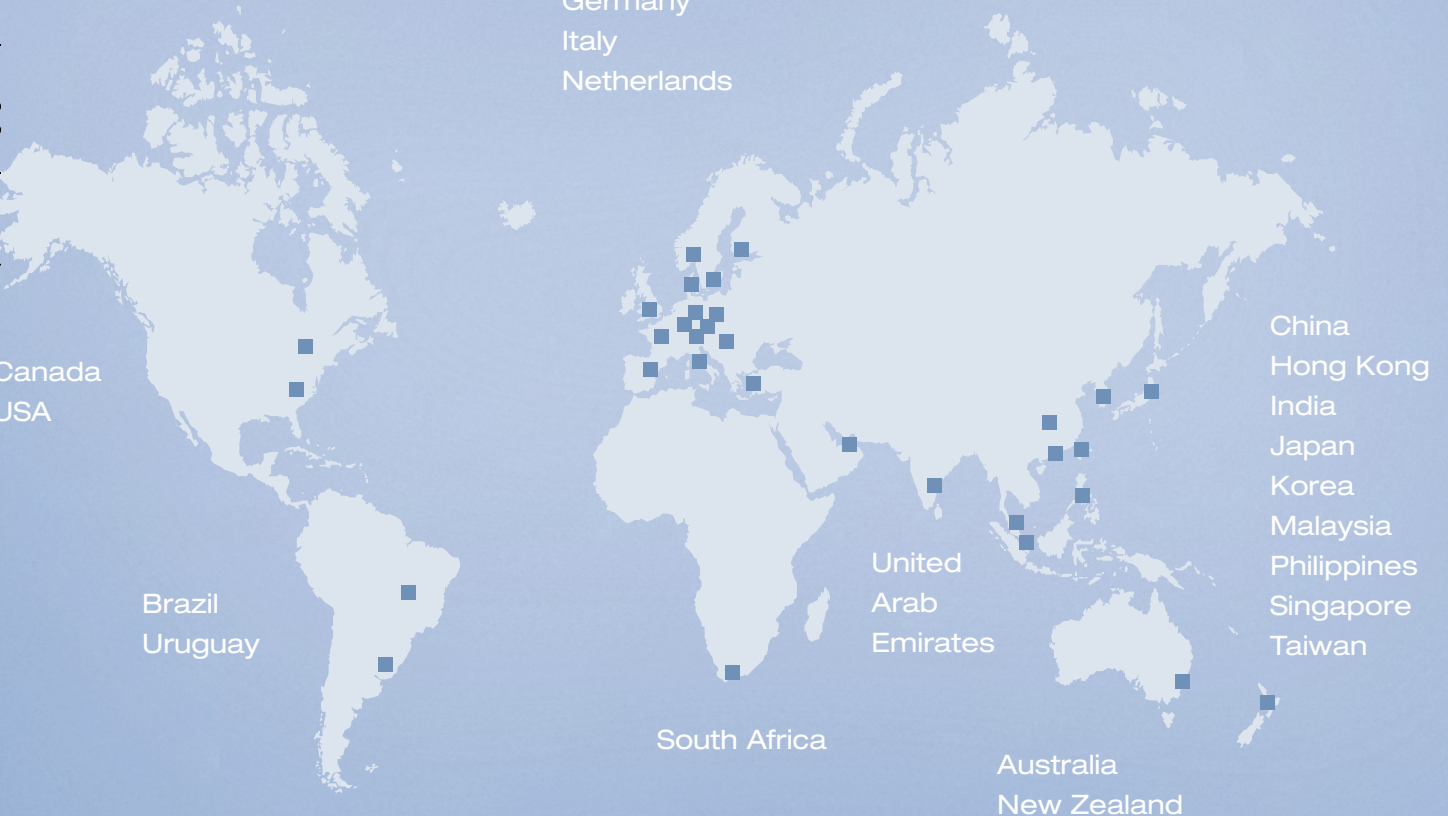 Germany
Italy
Netherlands
Canada
USA
Brazil
Uruguay
South Africa
United
Arab
Emirates
Australia
New Zealand
China
Hong Kong
India
Japan
Korea
Malaysia
Philippines
Singapore
Taiwan